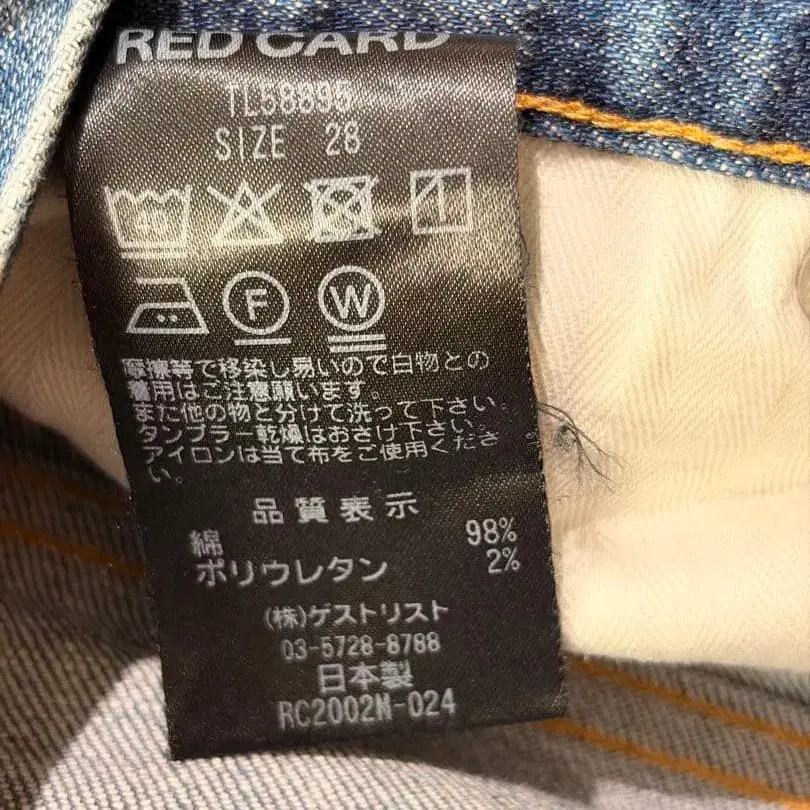 RED CARD
TL58895
SIZE 28
40
F W
摩擦等で移染し易いので白物との
着用はご注意願います。
また他の物と分けて洗って下さい。
タンブラー乾燥はおさけ下さい。
アイロンは当て布をご使用くださ
い。
品質表示
綿 98%
ポリウレタン 2%
(株)ゲストリスト
03-5728-8788
日本製
RC2002M-024